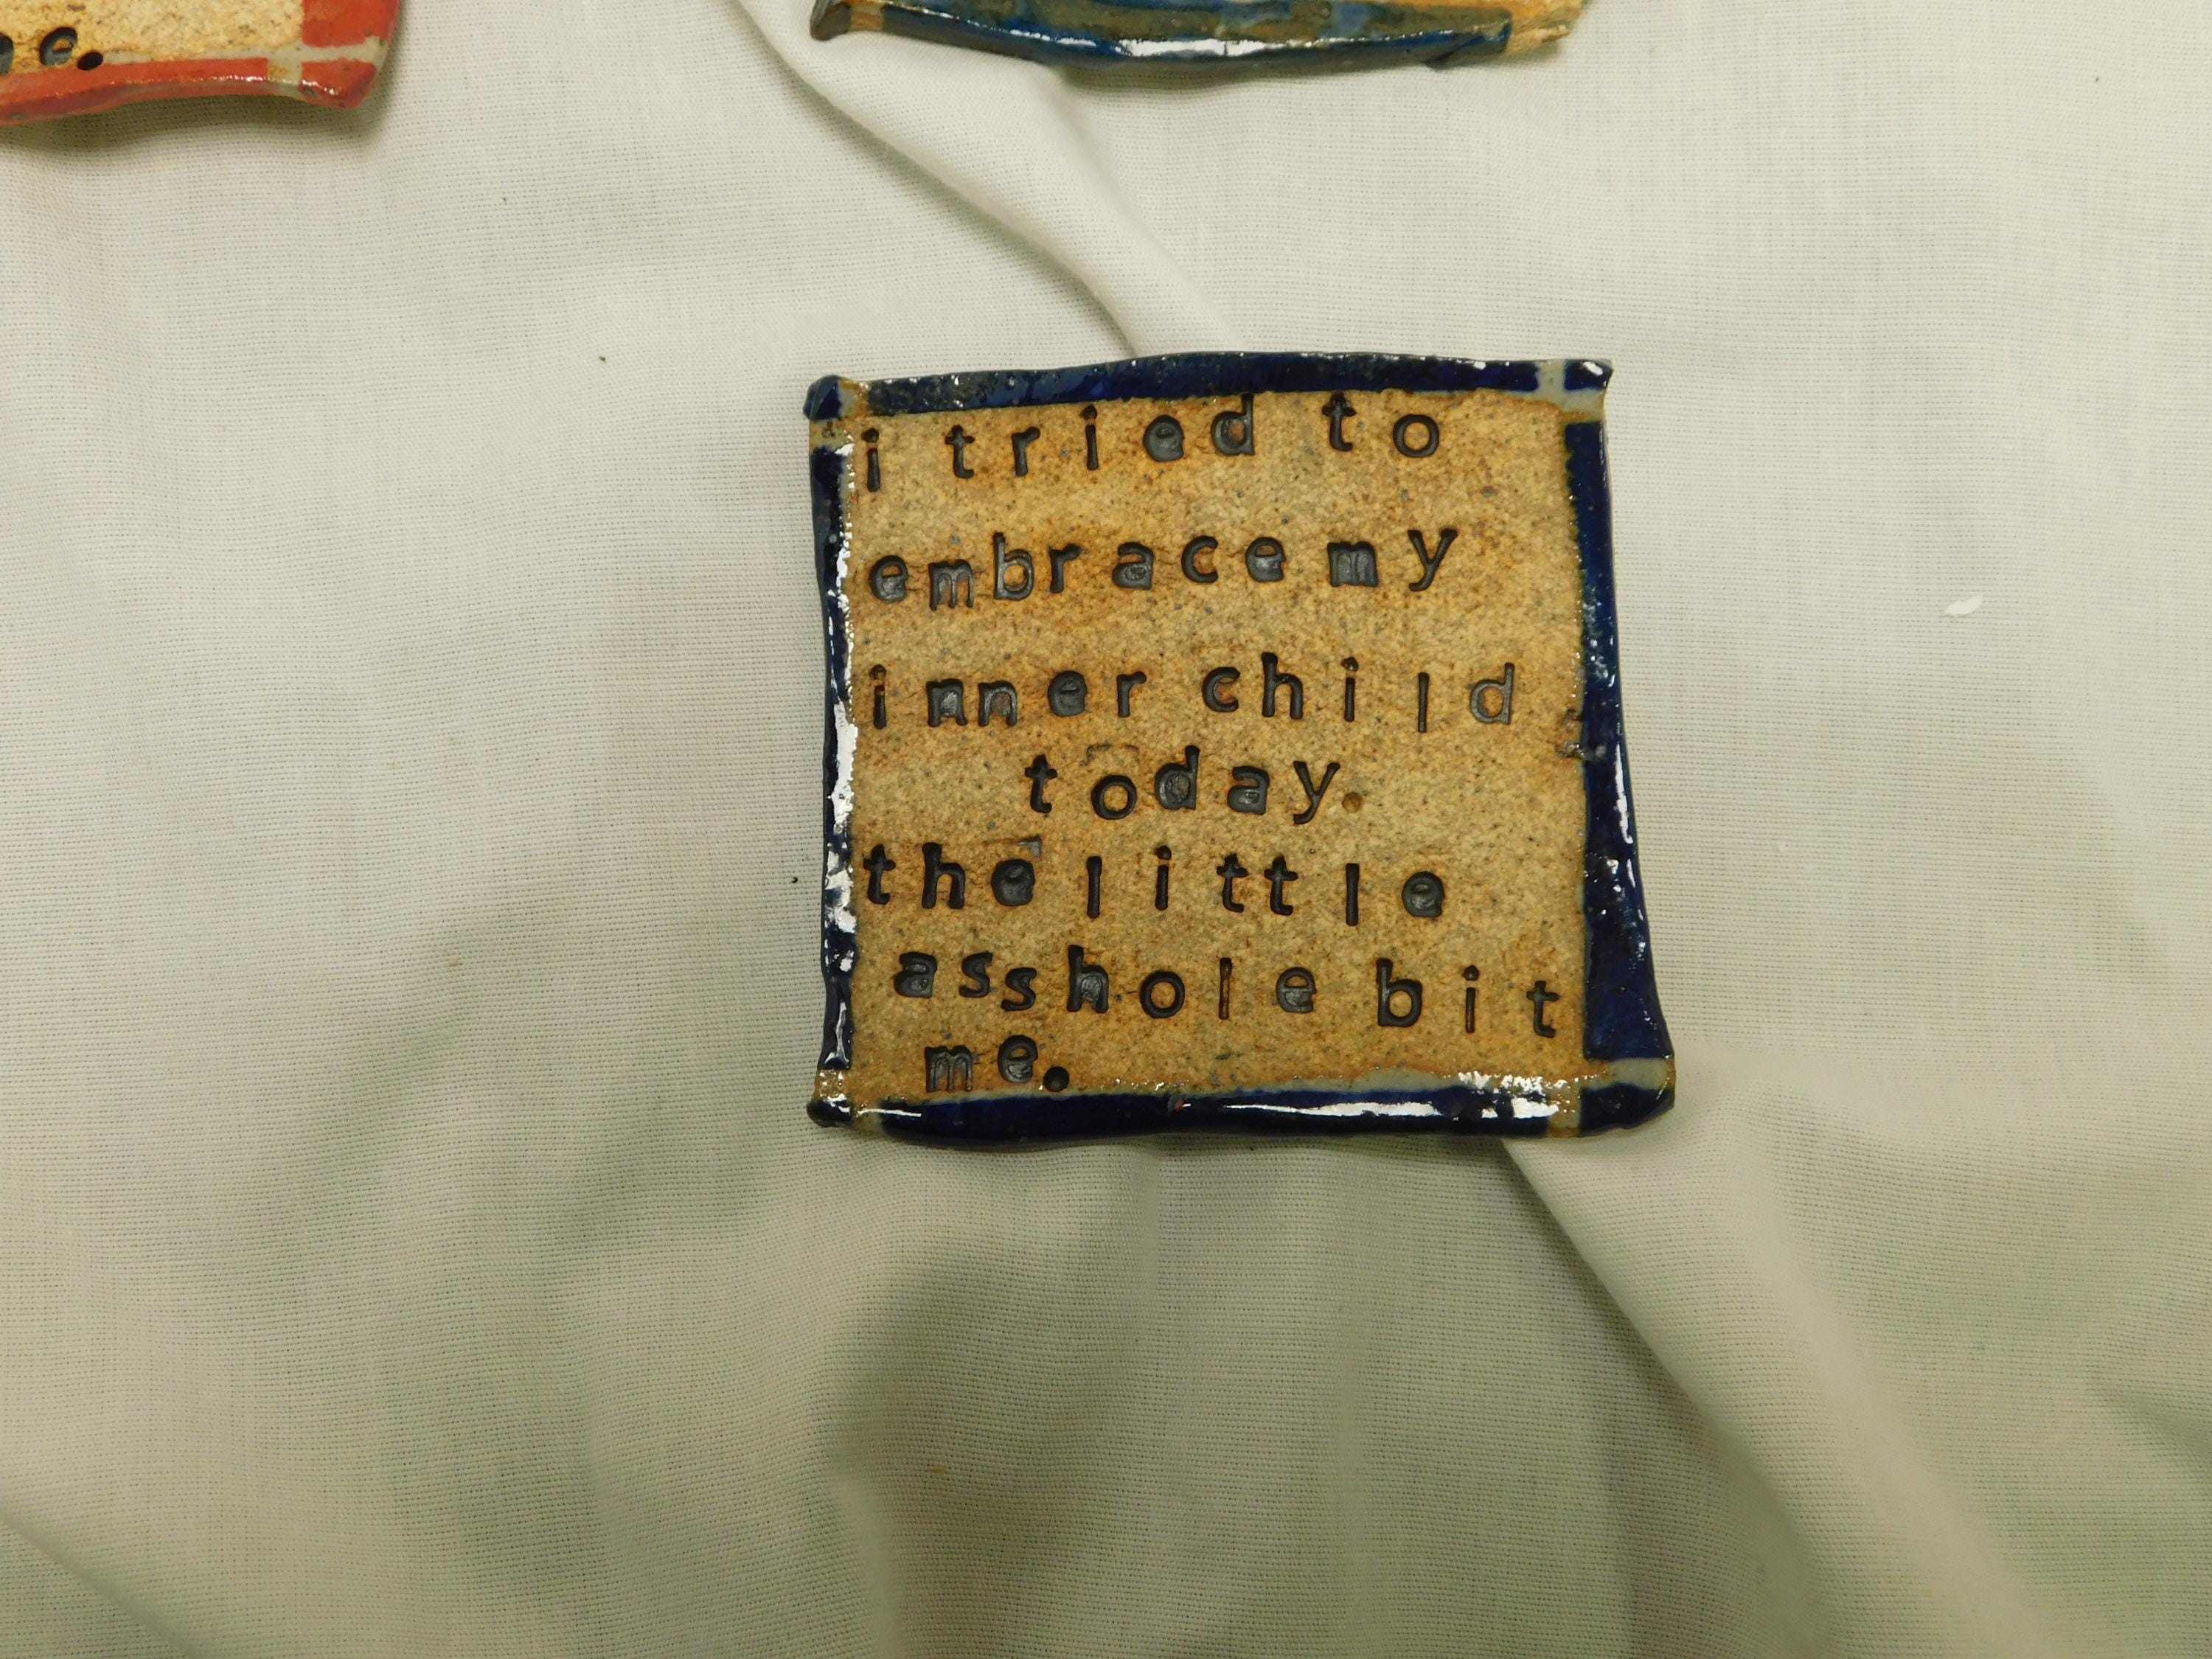 e.
i tried to
embrace my
inner child
today.
the little
asshole bit
me.